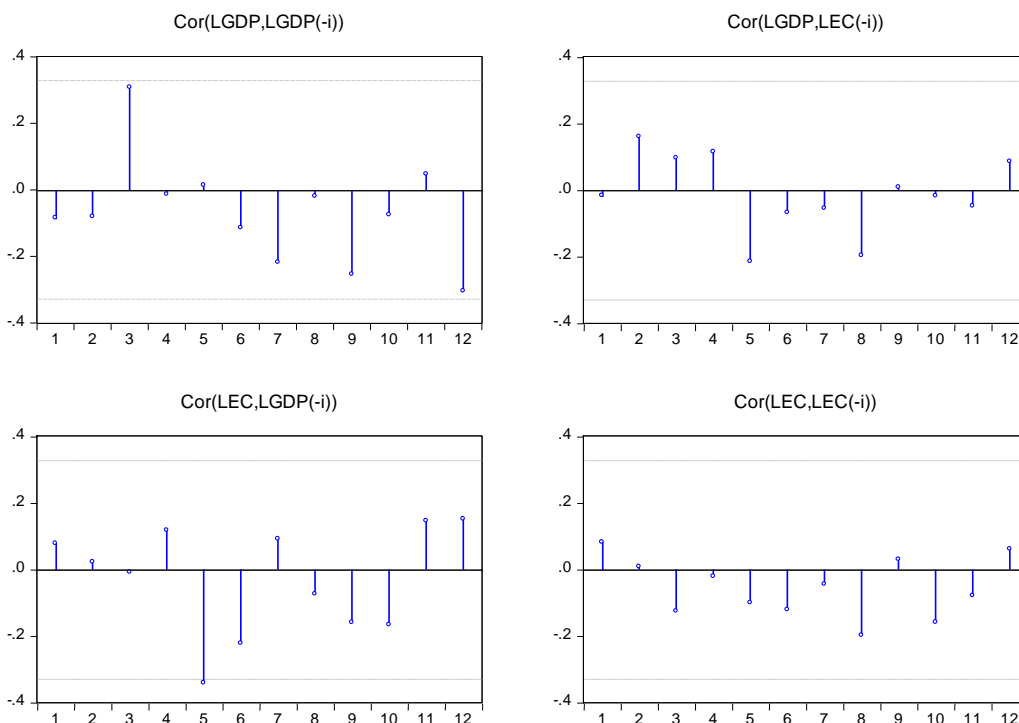 Cor(LGDP,LGDP(-i))
.4
.2
.0
-.2
-.4
1 2 3 4 5 6 7 8 9 10 11 12
Cor(LGDP,LEC(-i))
.4
.2
.0
-.2
-.4
1 2 3 4 5 6 7 8 9 10 11 12
Cor(LEC,LGDP(-i))
.4
.2
.0
-.2
-.4
1 2 3 4 5 6 7 8 9 10 11 12
Cor(LEC,LEC(-i))
.4
.2
.0
-.2
-.4
1 2 3 4 5 6 7 8 9 10 11 12